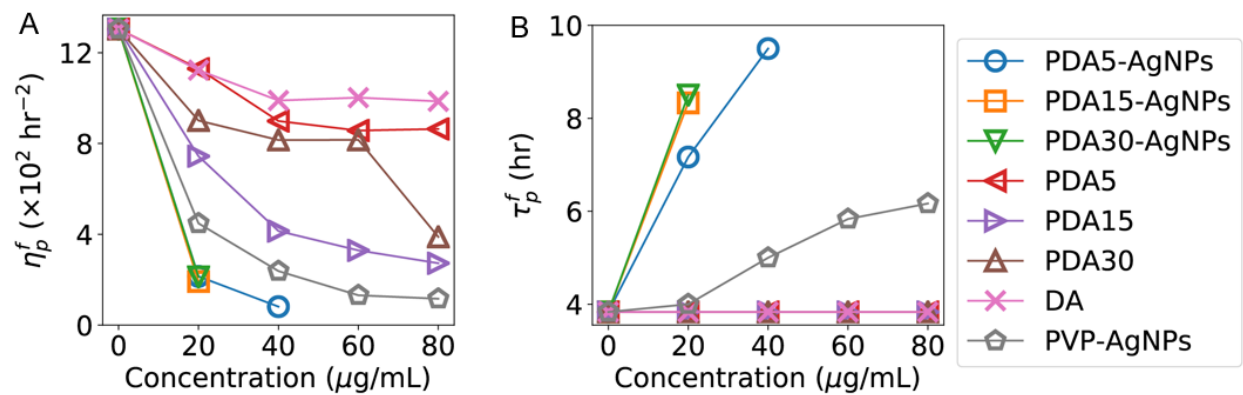 A
η_p^f (×10² hr⁻²)
12
8
4
0
0 20 40 60 80
Concentration (μg/mL)
B
τ_p^f (hr)
10
8
6
4
0 20 40 60 80
Concentration (μg/mL)
PDA5-AgNPs
PDA15-AgNPs
PDA30-AgNPs
PDA5
PDA15
PDA30
DA
PVP-AgNPs